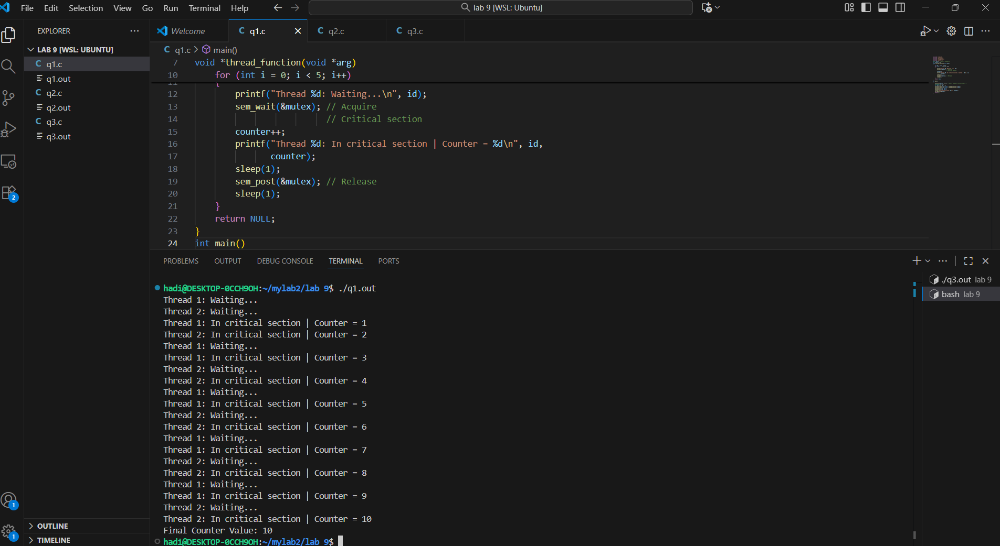 File Edit Selection View Go Run Terminal Help
lab 9 [WSL: Ubuntu]
EXPLORER
LAB 9 [WSL: UBUNTU]
C q1.c
q1.out
C q2.c
q2.out
C q3.c
q3.out
OUTLINE
TIMELINE
2
1
1
Welcome
C q1.c
C q2.c
C q3.c
C q1.c > main()
7 void *thread_function(void *arg)
10 for (int i = 0; i < 5; i++)
11 {
12 printf("Thread %d: Waiting...\n", id);
13 sem_wait(&mutex); // Acquire
14 // Critical section
15 counter++;
16 printf("Thread %d: In critical section | Counter = %d\n", id,
17 counter);
18 sleep(1);
19 sem_post(&mutex); // Release
20 sleep(1);
21 }
22 return NULL;
23 }
24 int main()
PROBLEMS OUTPUT DEBUG CONSOLE TERMINAL PORTS
hadi@DESKTOP-0CCH9OH:~/mylab2/lab 9$ ./q1.out
Thread 1: Waiting...
Thread 2: Waiting...
Thread 1: In critical section | Counter = 1
Thread 2: In critical section | Counter = 2
Thread 1: Waiting...
Thread 1: In critical section | Counter = 3
Thread 2: Waiting...
Thread 2: In critical section | Counter = 4
Thread 1: Waiting...
Thread 1: In critical section | Counter = 5
Thread 2: Waiting...
Thread 2: In critical section | Counter = 6
Thread 1: Waiting...
Thread 1: In critical section | Counter = 7
Thread 2: Waiting...
Thread 2: In critical section | Counter = 8
Thread 1: Waiting...
Thread 1: In critical section | Counter = 9
Thread 2: Waiting...
Thread 2: In critical section | Counter = 10
Final Counter Value: 10
hadi@DESKTOP-0CCH9OH:~/mylab2/lab 9$
./q3.out lab 9
bash lab 9